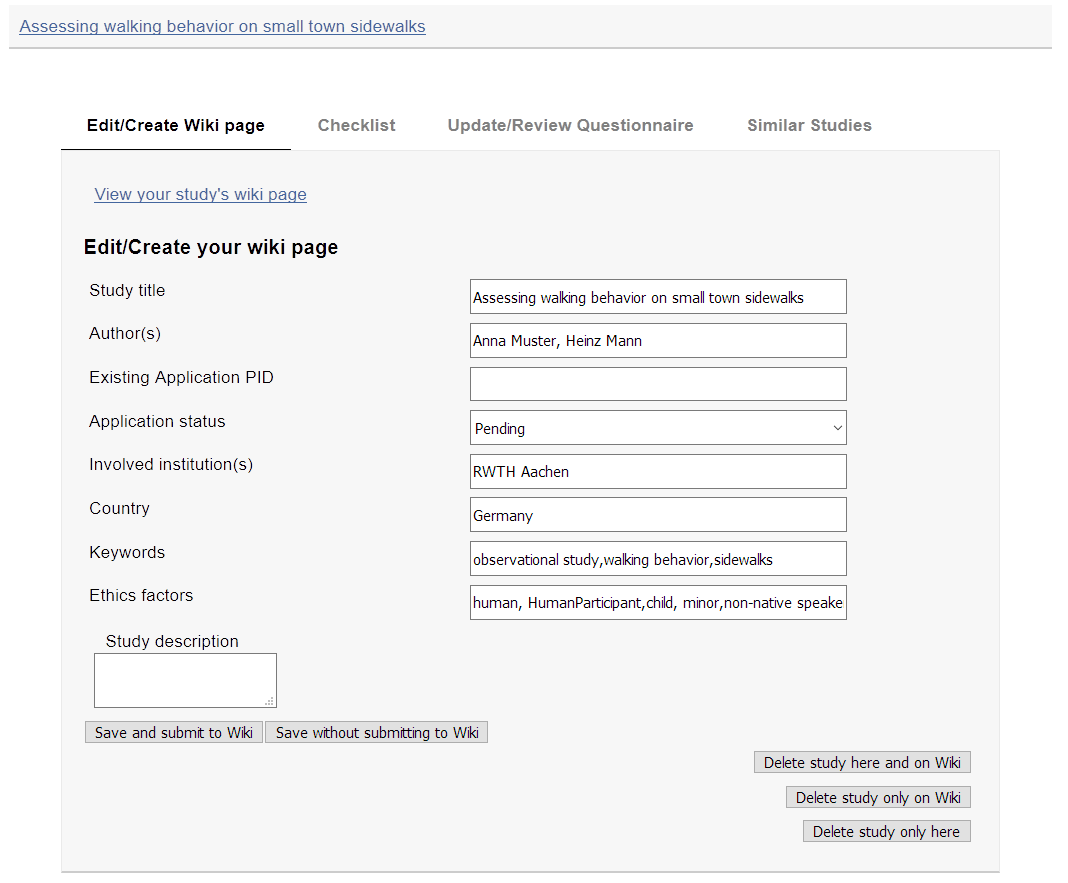 Assessing walking behavior on small town sidewalks
Edit/Create Wiki page Checklist Update/Review Questionnaire Similar Studies
View your study's wiki page
Edit/Create your wiki page
Study title Assessing walking behavior on small town sidewalks
Author(s) Anna Muster, Heinz Mann
Existing Application PID
Application status Pending
Involved institution(s) RWTH Aachen
Country Germany
Keywords observational study,walking behavior,sidewalks
Ethics factors human, HumanParticipant,child, minor,non-native speake
Study description
Save and submit to Wiki Save without submitting to Wiki
Delete study here and on Wiki
Delete study only on Wiki
Delete study only here